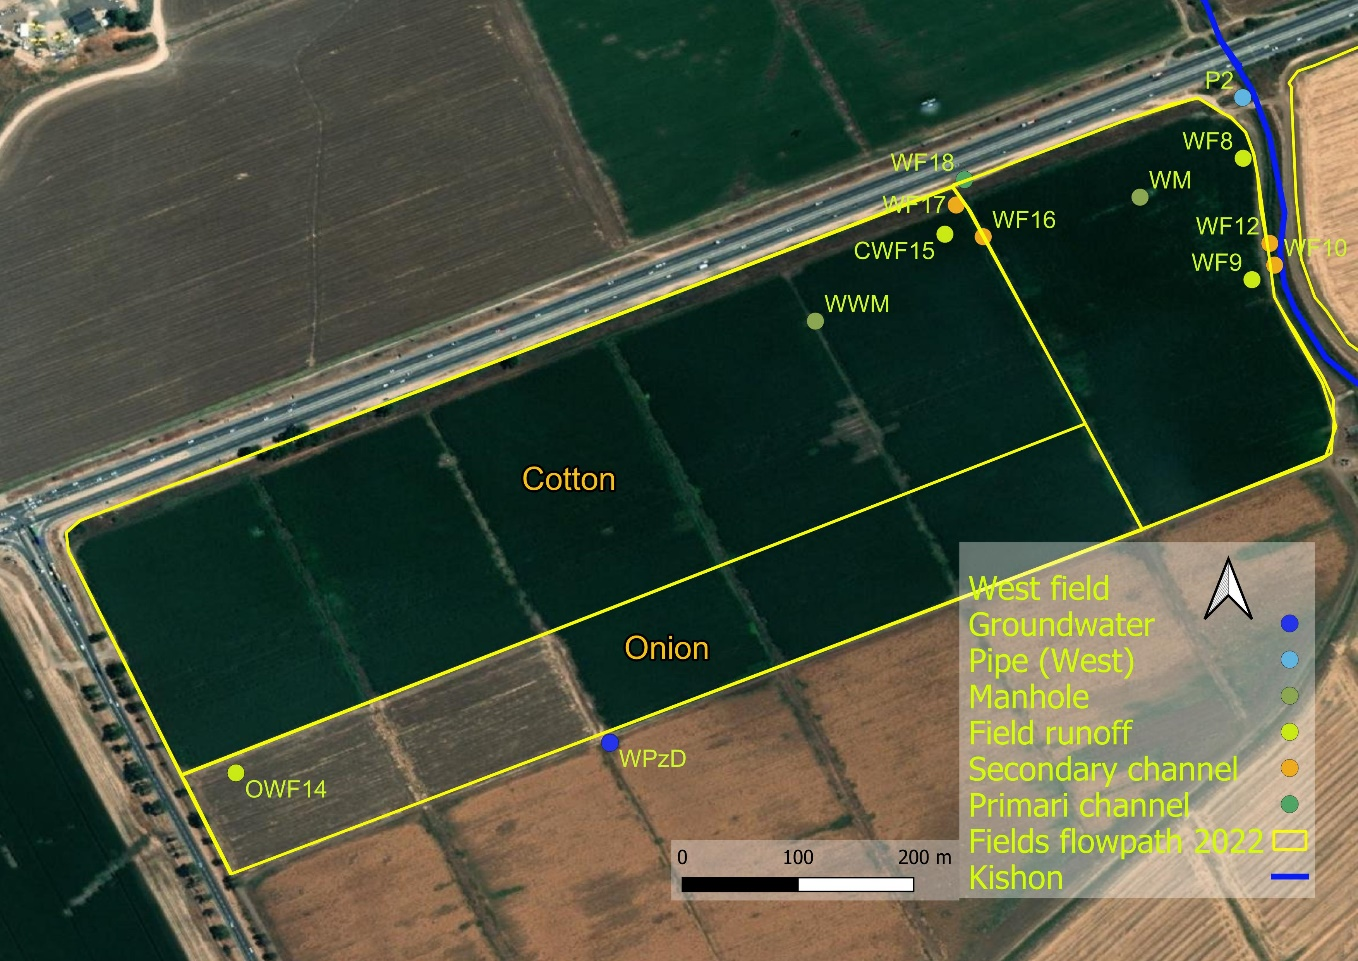 P2
WF8
WF18
WM
WF17
WF16
WF12
CWF15
WF10
WF9
WWM
Cotton
Onion
WPzD
OWF14
West field
Groundwater
Pipe (West)
Manhole
Field runoff
Secondary channel
Primari channel
Fields flowpath 2022
Kishon
0 100 200 m